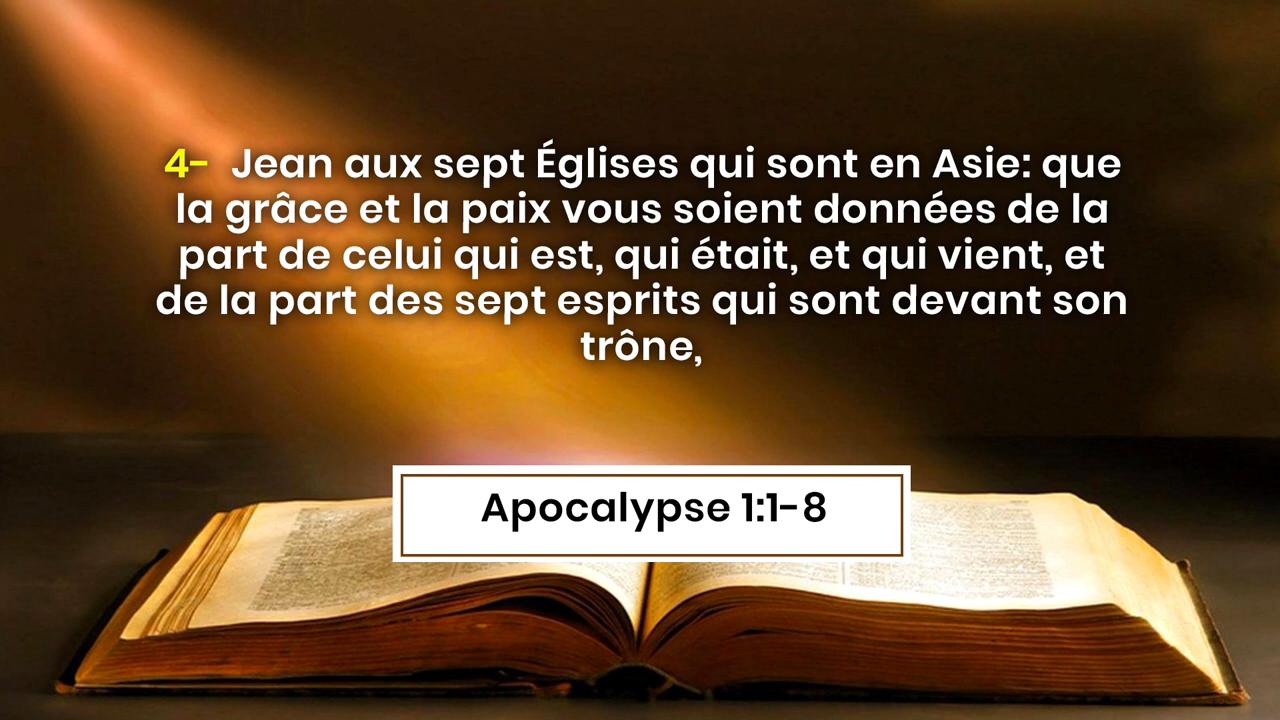 4- Jean aux sept Églises qui sont en Asie: que
la grâce et la paix vous soient données de la
part de celui qui est, qui était, et qui vient, et
de la part des sept esprits qui sont devant son
trône,
Apocalypse 1:1-8